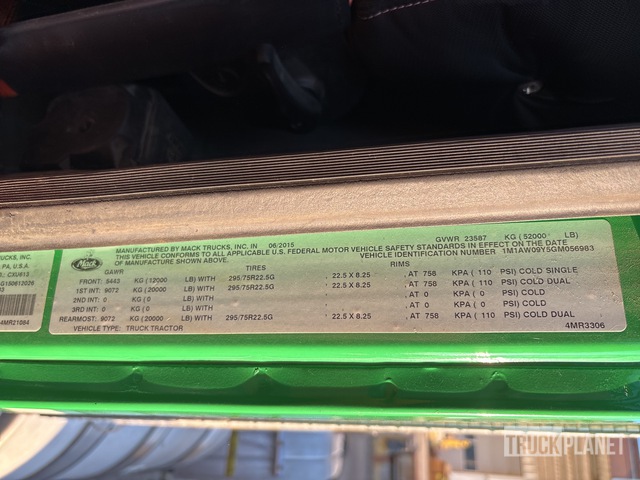 TRUCKS, INC.
PA, U.S.A.
: CXU613
G150612026
4MR21084
Mack
MANUFACTURED BY MACK TRUCKS, INC. IN 06/2015 GVWR 23587 KG ( 52000 LB)
THIS VEHICLE CONFORMS TO ALL APPLICABLE U.S. FEDERAL MOTOR VEHICLE SAFETY STANDARDS IN EFFECT ON THE DATE
OF MANUFACTURE SHOWN ABOVE. VEHICLE IDENTIFICATION NUMBER 1M1AW09Y5GM056983
GAWR TIRES RIMS
FRONT: 5443 KG (12000 LB) WITH 295/75R22.5G , 22.5 X 8.25 , AT 758 KPA ( 110 PSI) COLD SINGLE
1ST INT: 9072 KG (20000 LB) WITH 295/75R22.5G , 22.5 X 8.25 , AT 758 KPA ( 110 PSI) COLD DUAL
2ND INT: 0 KG ( 0 LB) WITH , , AT 0 KPA ( 0 PSI) COLD
3RD INT: 0 KG ( 0 LB) WITH , , AT 0 KPA ( 0 PSI) COLD
REARMOST: 9072 KG (20000 LB) WITH 295/75R22.5G , 22.5 X 8.25 , AT 758 KPA ( 110 PSI) COLD DUAL
VEHICLE TYPE: TRUCK TRACTOR 4MR3306
TRUCKPLANET